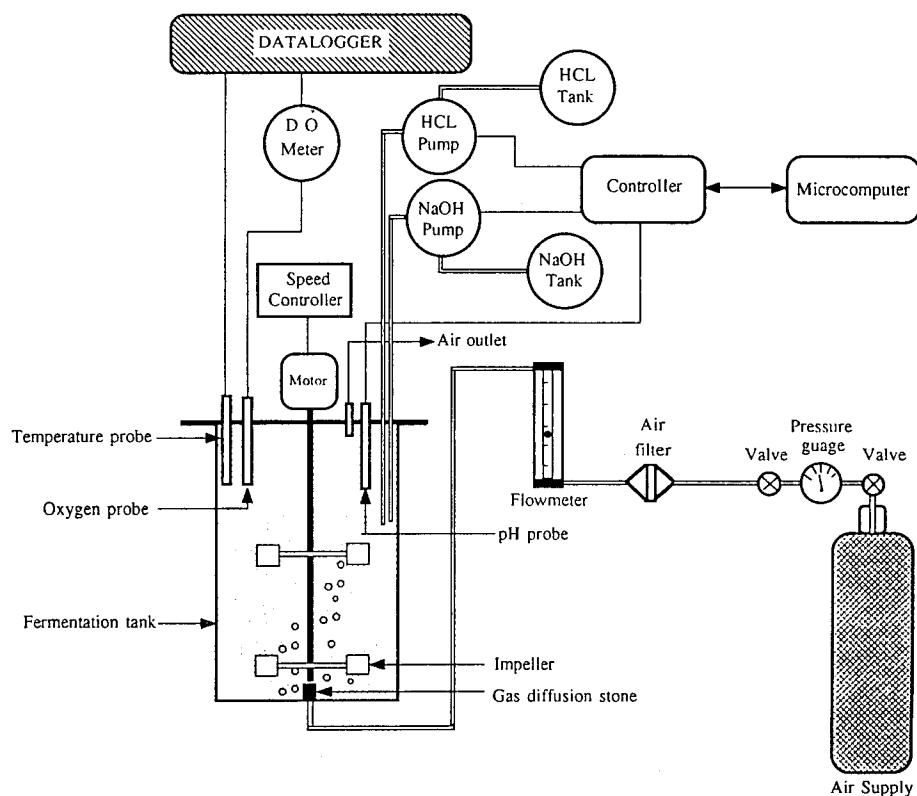 DATALOGGER
D O
Meter
HCL
Pump
HCL
Tank
NaOH
Pump
NaOH
Tank
Controller
Microcomputer
Speed
Controller
Motor
Air outlet
Temperature probe
Oxygen probe
pH probe
Fermentation tank
Impeller
Gas diffusion stone
Flowmeter
Air
filter
Valve
Pressure
guage
Valve
Air Supply